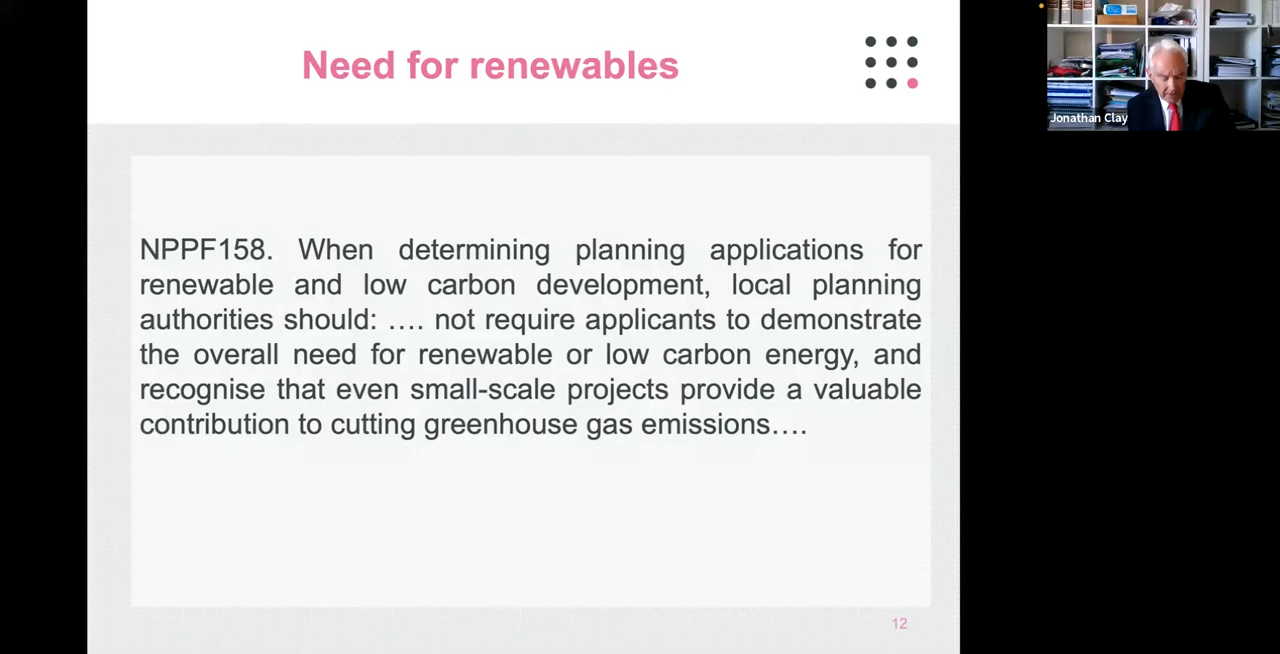 Need for renewables
NPPF158. When determining planning applications for
renewable and low carbon development, local planning
authorities should: …. not require applicants to demonstrate
the overall need for renewable or low carbon energy, and
recognise that even small-scale projects provide a valuable
contribution to cutting greenhouse gas emissions….
12
Jonathan Clay